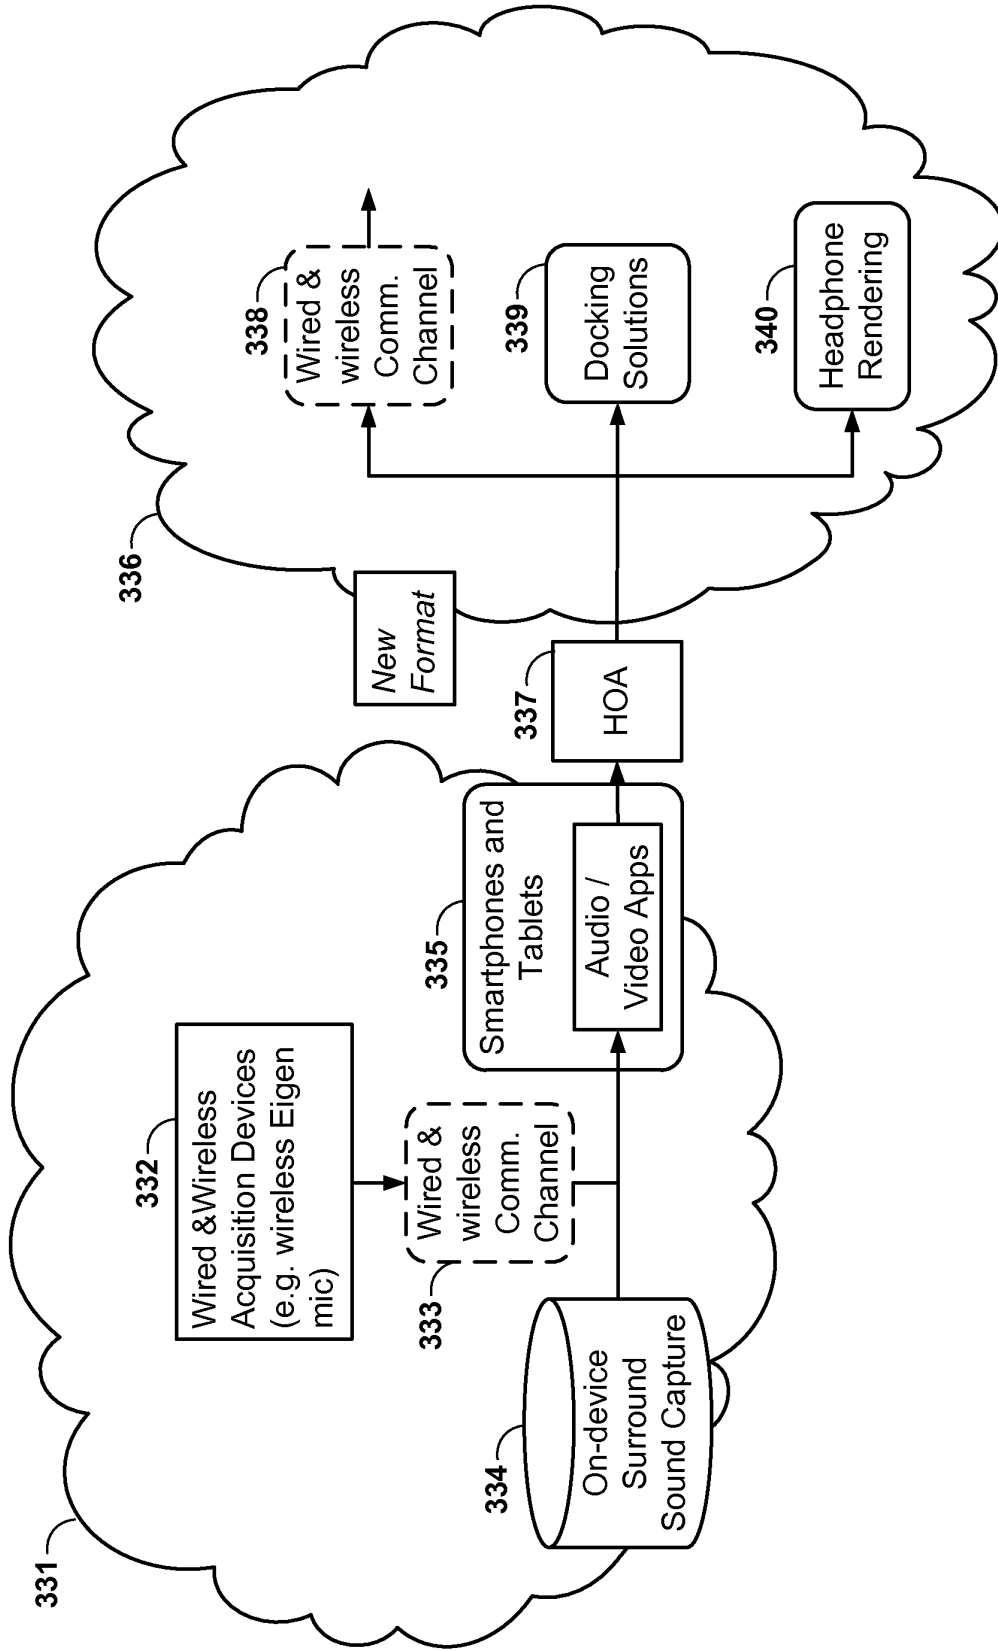 331
332
Wired &Wireless
Acquisition Devices
(e.g. wireless Eigen
mic)
333
Wired &
wireless
Comm.
Channel
334
On-device
Surround
Sound Capture
335
Smartphones and
Tablets
Audio /
Video Apps
New
Format
337
HOA
336
338
Wired &
wireless
Comm.
Channel
339
Docking
Solutions
340
Headphone
Rendering